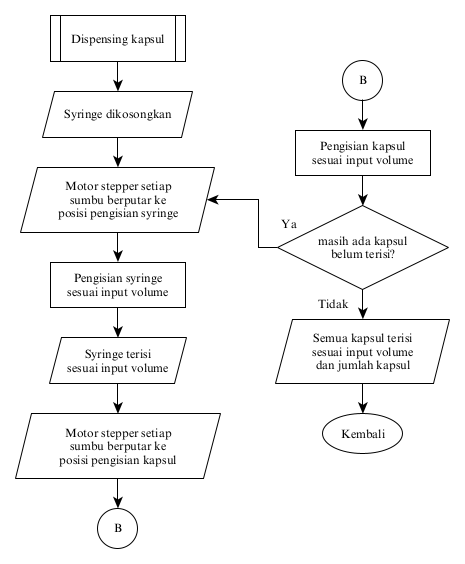 Dispensing kapsul
Syringe dikosongkan
Motor stepper setiap
sumbu berputar ke
posisi pengisian syringe
Pengisian syringe
sesuai input volume
Syringe terisi
sesuai input volume
Motor stepper setiap
sumbu berputar ke
posisi pengisian kapsul
B
B
Pengisian kapsul
sesuai input volume
Ya
masih ada kapsul
belum terisi?
Tidak
Semua kapsul terisi
sesuai input volume
dan jumlah kapsul
Kembali